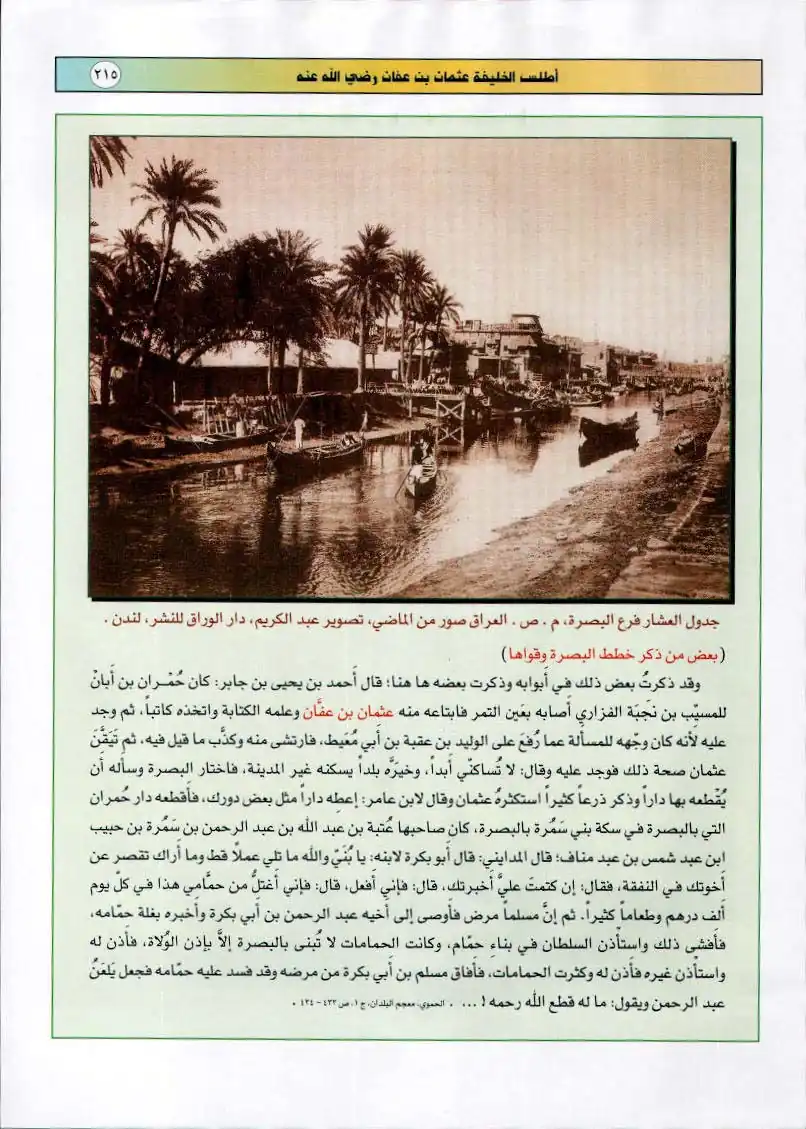 أطلس الخليفة عثمان بن عفان رضي الله عنه
٢١٥
جدول العشار فرع البصرة، م . ص . العراق صور من الماضي، تصوير عبد الكريم، دار الوراق للنشر، لندن .
(بعض من ذكر خطط البصرة وقواها)
وقد ذكرتُ بعض ذلك في أبوابه وذكرت بعضه ها هنا؛ قال أحمد بن يحيى بن جابر: كان حُمْـران بن أبانْ
للمسيّب بن نَجَبَة الفزاري أصابه بعَين التمر فابتاعه منه عثمان بن عفَّان وعلمه الكتابة واتخذه كاتباً، ثم وجد
عليه لأنه كان وجّهه للمسألة عما رُفعَ على الوليد بن عقبة بن أبي مُعَيط، فارتشى منه وكذَّب ما قيل فيه، ثم تَيَقَّنَ
عثمان صحة ذلك فوجد عليه وقال: لا تُساكنّي أبداً، وخيَرَّه بلداً يسكنه غير المدينة، فاختار البصرة وسأله أن
يُقْطعه بها داراً وذكر ذرعاً كثيراً استكثرهُ عثمان وقال لابن عامر: إعطِه داراً مثل بعض دورك، فأقطعه دار حُمران
التي بالبصرة في سكة بني سَمُرة بالبصرة، كان صاحبها عُتبة بن عبد الله بن عبد الرحمن بن سَمُرة بن حبيب
ابن عبد شمس بن عبد مناف؛ قال المدايني: قال أبو بكرة لابنه: يا بُنَيّ والله ما تلي عملاً قط وما أراك تقصر عن
أخوتك في النفقة، فقال: إن كتمتَ عليَّ أخبرتك، قال: فإني أفعل، قال: فإني أغتلُّ من حمَّامي هذا في كلّ يوم
ألف درهم وطعاماً كثيراً. ثم إنَّ مسلماً مرض فأوصى إلى أخيه عبد الرحمن بن أبي بكرة وأخبره بغلة حمّامه،
فأفشى ذلك واستأذن السلطان في بناءِ حمّام، وكانت الحمامات لا تُبنى بالبصرة إلاَّ بإذن الوُلاة، فأذن له
واستأذن غيره فأذن له وكثرت الحمامات، فأفاق مسلم بن أبي بكرة من مرضه وقد فسد عليه حمّامه فجعل يَلعَنُ
عبد الرحمن ويقول: ما له قطع الله رحمه! ... . الحموي، معجم البلدان، ج ١، ص ٤٣٣ - ٤٣٤ .